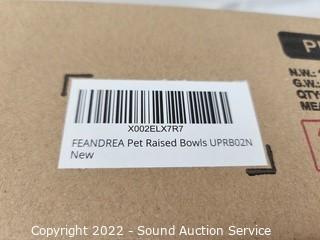 P
N.W.:
G.W.:
QTY
MEA
X002ELX7R7
FEANDREA Pet Raised Bowls UPRB02N
New
Copyright 2022 - Sound Auction Service